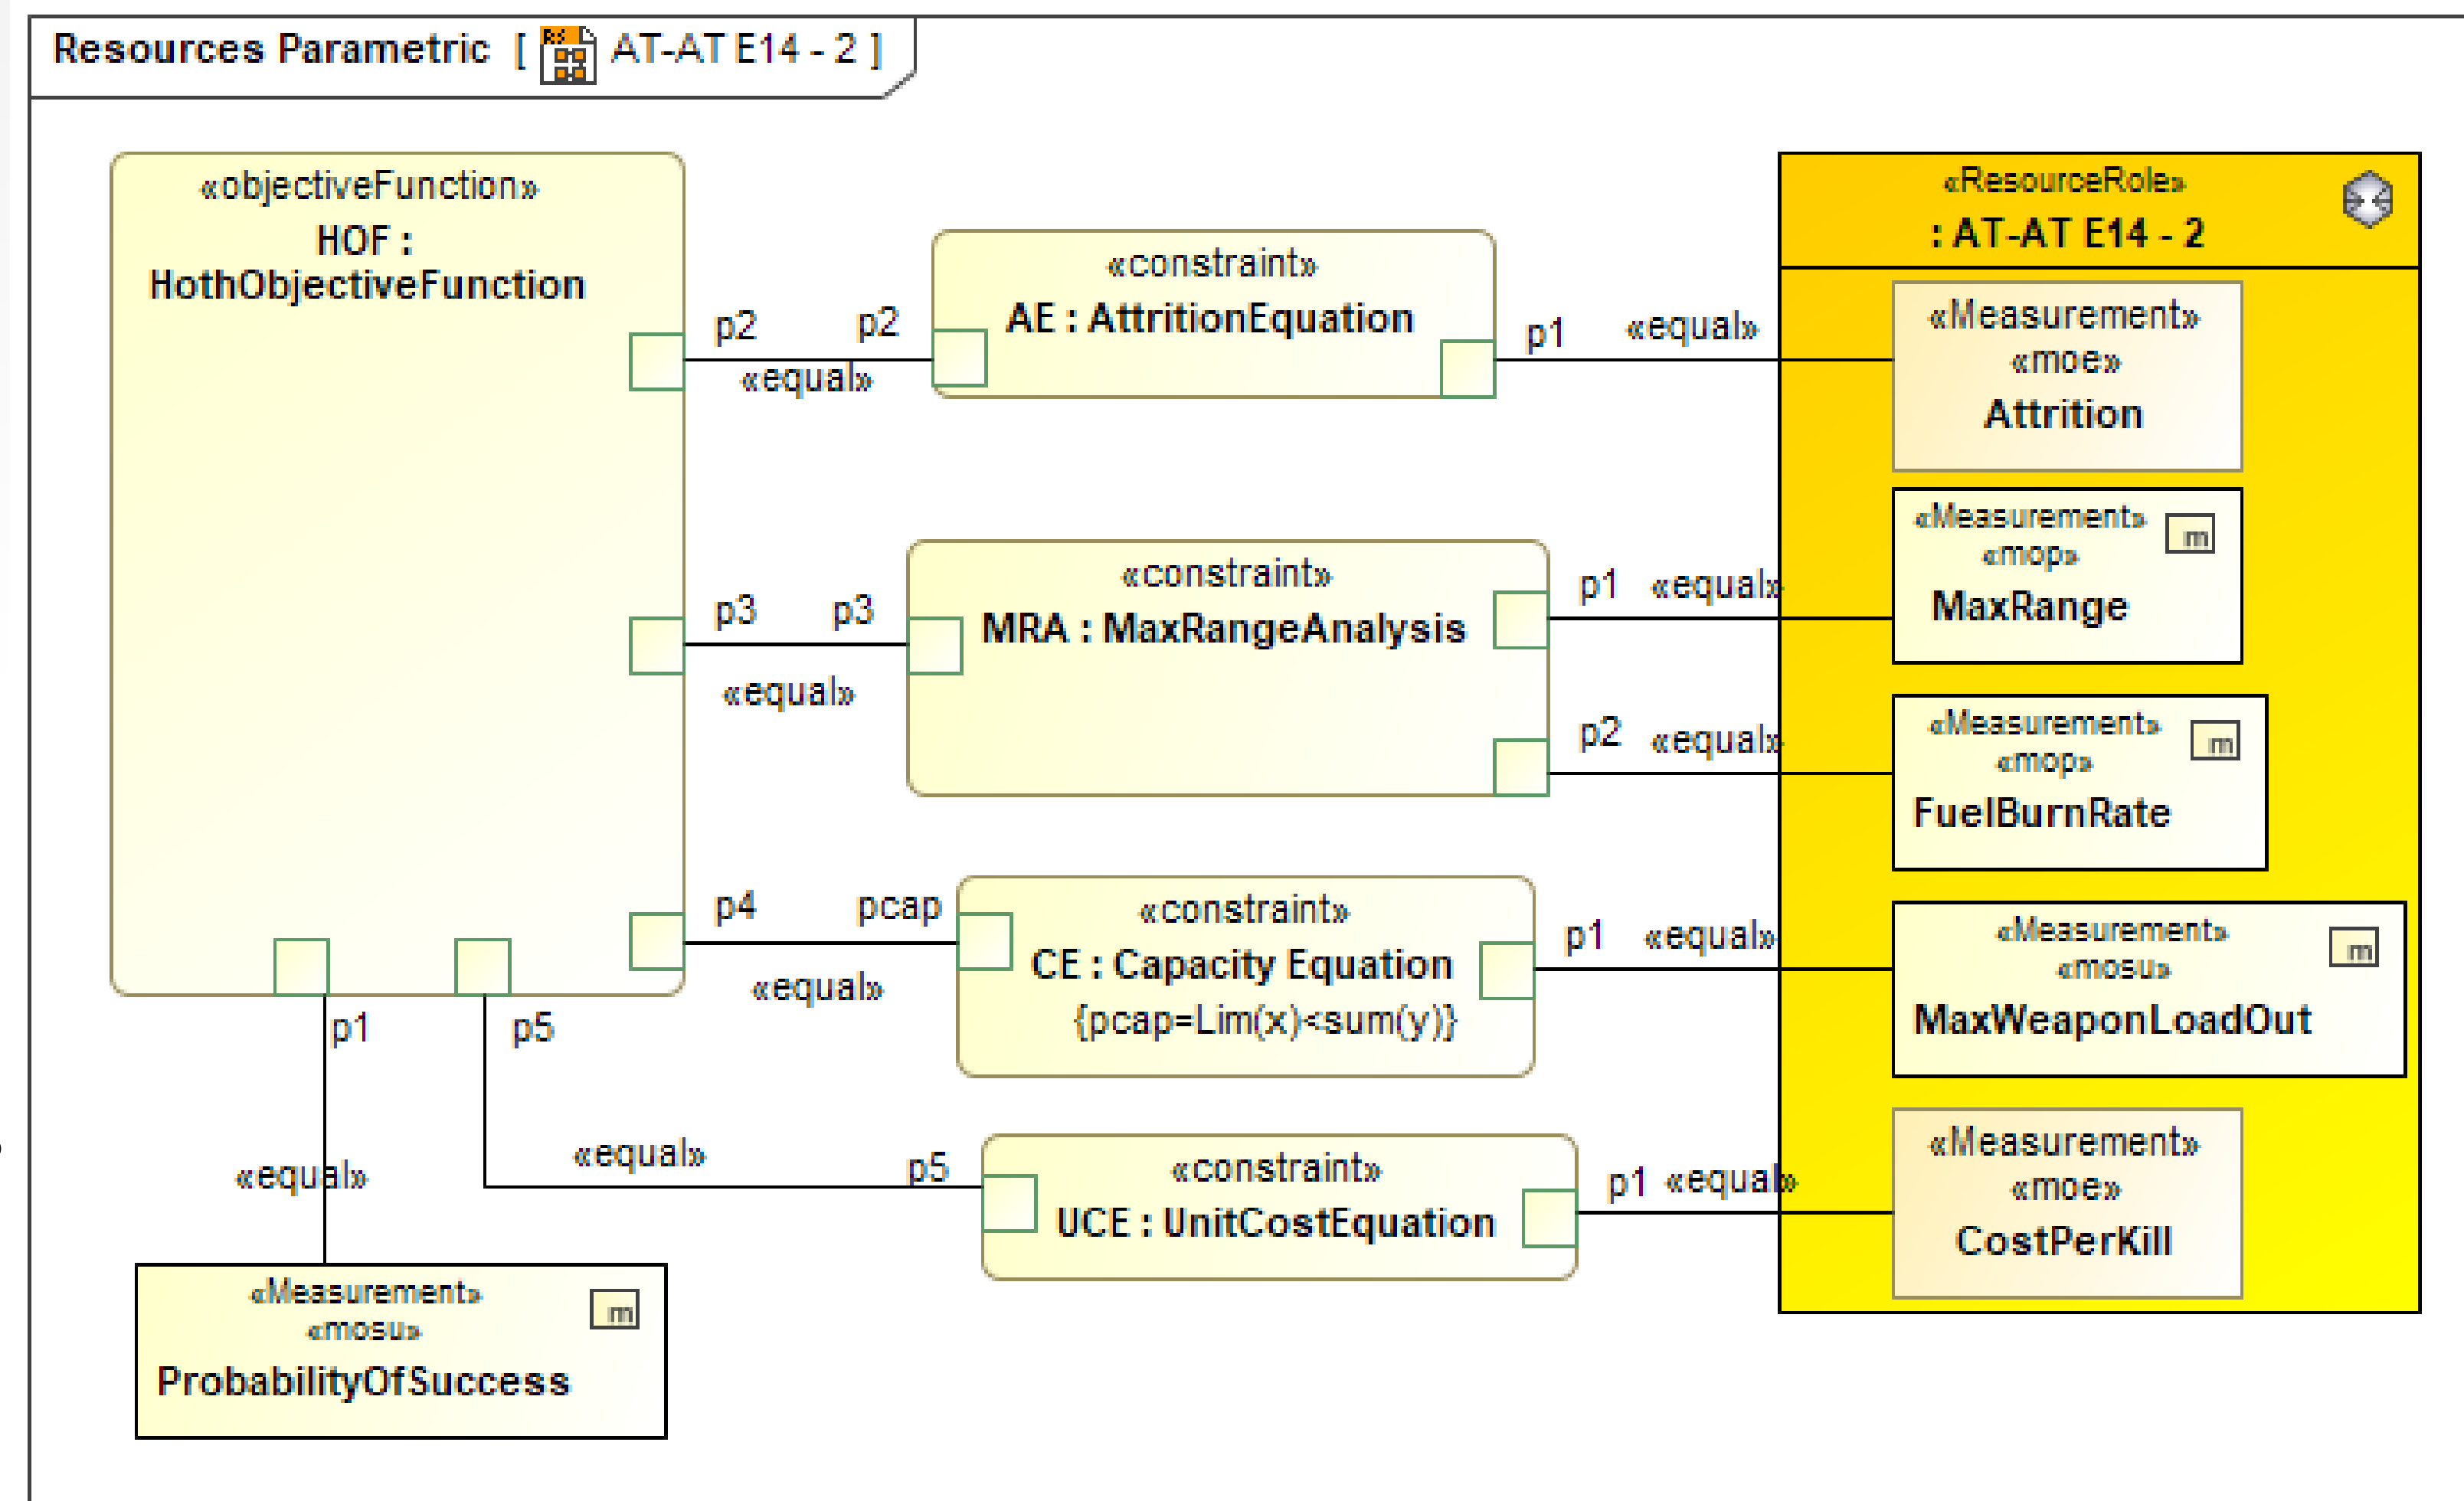 Resources Parametric [ AT-AT E14 - 2 ]
«objectiveFunction»
HOF :
HothObjectiveFunction
p2
p2
«equal»
«constraint»
AE : AttritionEquation
p1
«equal»
«ResourceRole»
: AT-AT E14 - 2
«Measurement»
«moe»
Attrition
p3
p3
«equal»
«constraint»
MRA : MaxRangeAnalysis
p1
«equal»
«Measurement»
«mop»
MaxRange
m
p2
«equal»
«Measurement»
«mop»
FuelBurnRate
m
p4
pcap
«equal»
«constraint»
CE : Capacity Equation
{pcap=Lim(x)<sum(y)}
p1
«equal»
«Measurement»
«mosu»
MaxWeaponLoadOut
m
p1
p5
«equal»
«equal»
p5
«constraint»
UCE : UnitCostEquation
p1
«equal»
«Measurement»
«moe»
CostPerKill
«Measurement»
«mosu»
ProbabilityOfSuccess
m